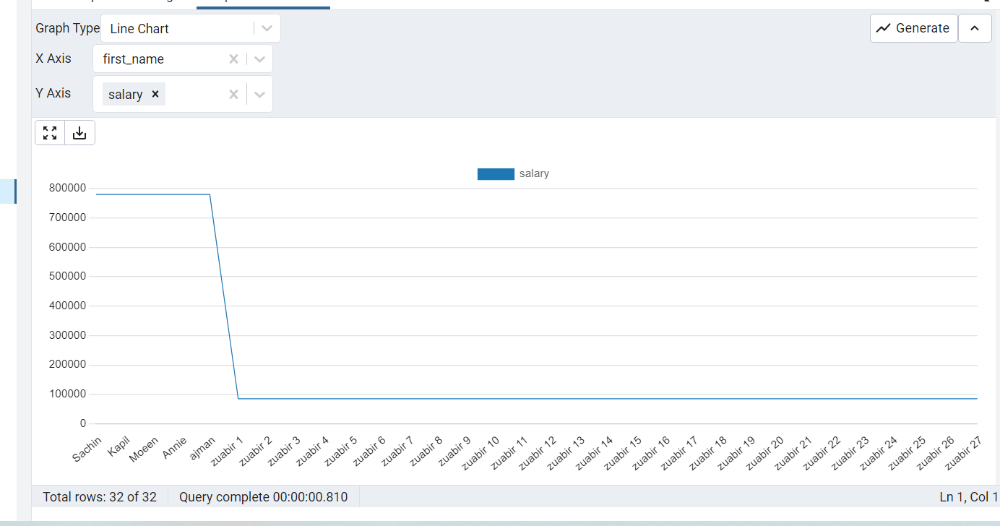 Graph Type Line Chart Generate
X Axis first_name
Y Axis salary
salary
800000
700000
600000
500000
400000
300000
200000
100000
0
Sachin Kapil Moeen Annie ajman zuabir 1 zuabir 2 zuabir 3 zuabir 4 zuabir 5 zuabir 6 zuabir 7 zuabir 8 zuabir 9 zuabir 10 zuabir 11 zuabir 12 zuabir 13 zuabir 14 zuabir 15 zuabir 16 zuabir 17 zuabir 18 zuabir 19 zuabir 20 zuabir 21 zuabir 22 zuabir 23 zuabir 24 zuabir 25 zuabir 26 zuabir 27
Total rows: 32 of 32 Query complete 00:00:00.810 Ln 1, Col 1